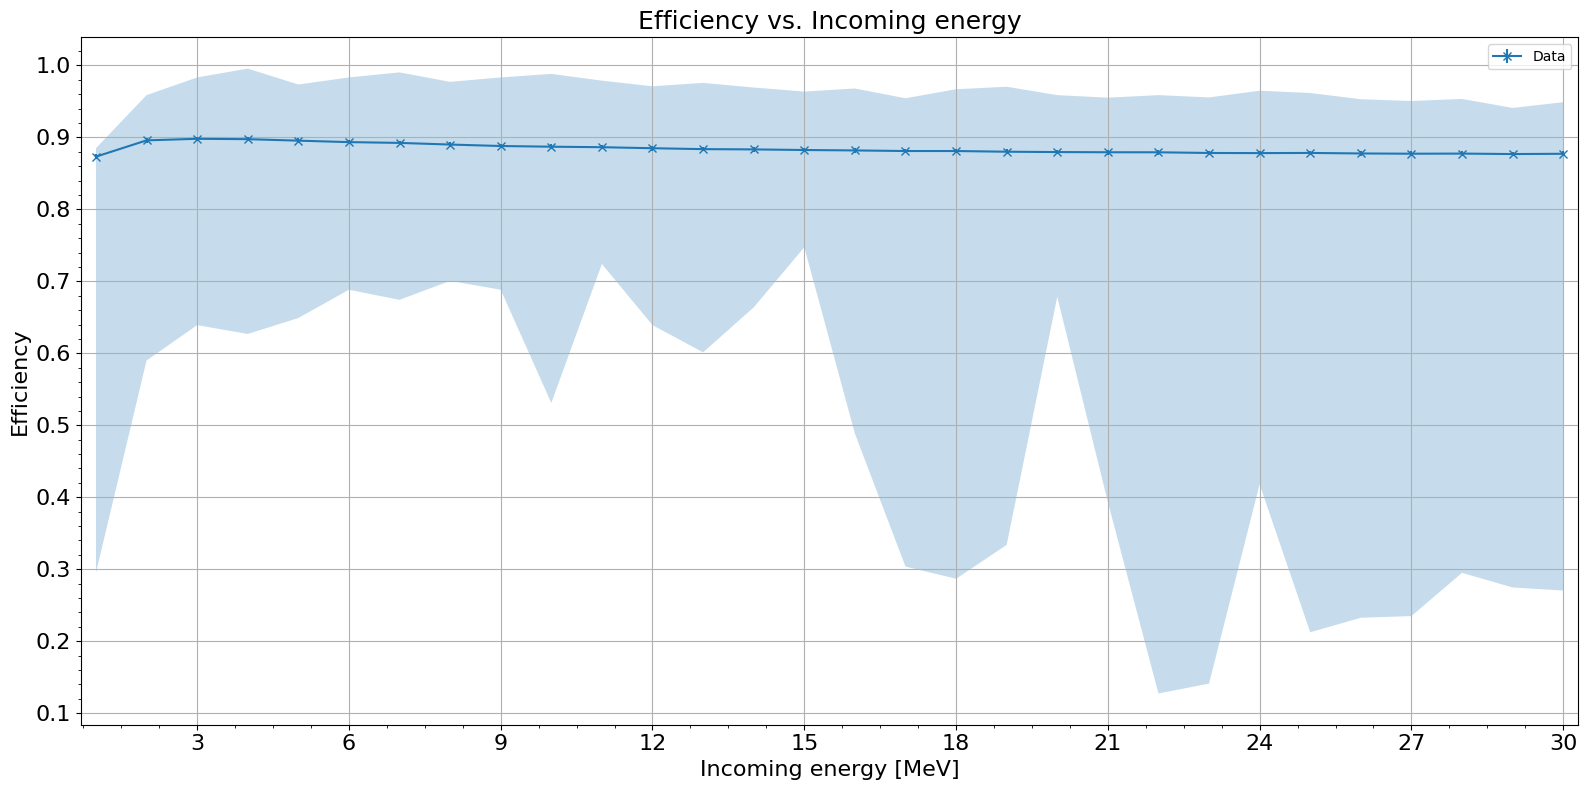 Efficiency vs. Incoming energy
Data
1.0
0.9
0.8
0.7
0.6
0.5
0.4
0.3
0.2
0.1
Efficiency
3 6 9 12 15 18 21 24 27 30
Incoming energy [MeV]